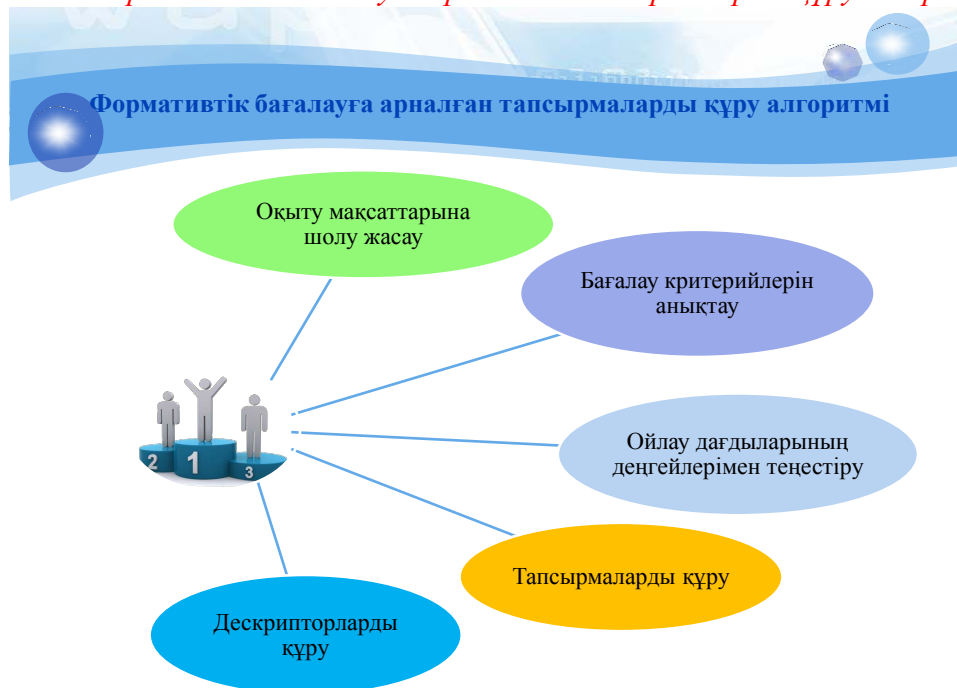 Формативтік бағалауға арналған тапсырмаларды құру алгоритмі
Оқыту мақсаттарына
шолу жасау
Бағалау критерийлерін
анықтау
Ойлау дағдыларының
деңгейлерімен теңестіру
Тапсырмаларды құру
Дескрипторларды
құру
2 1 3